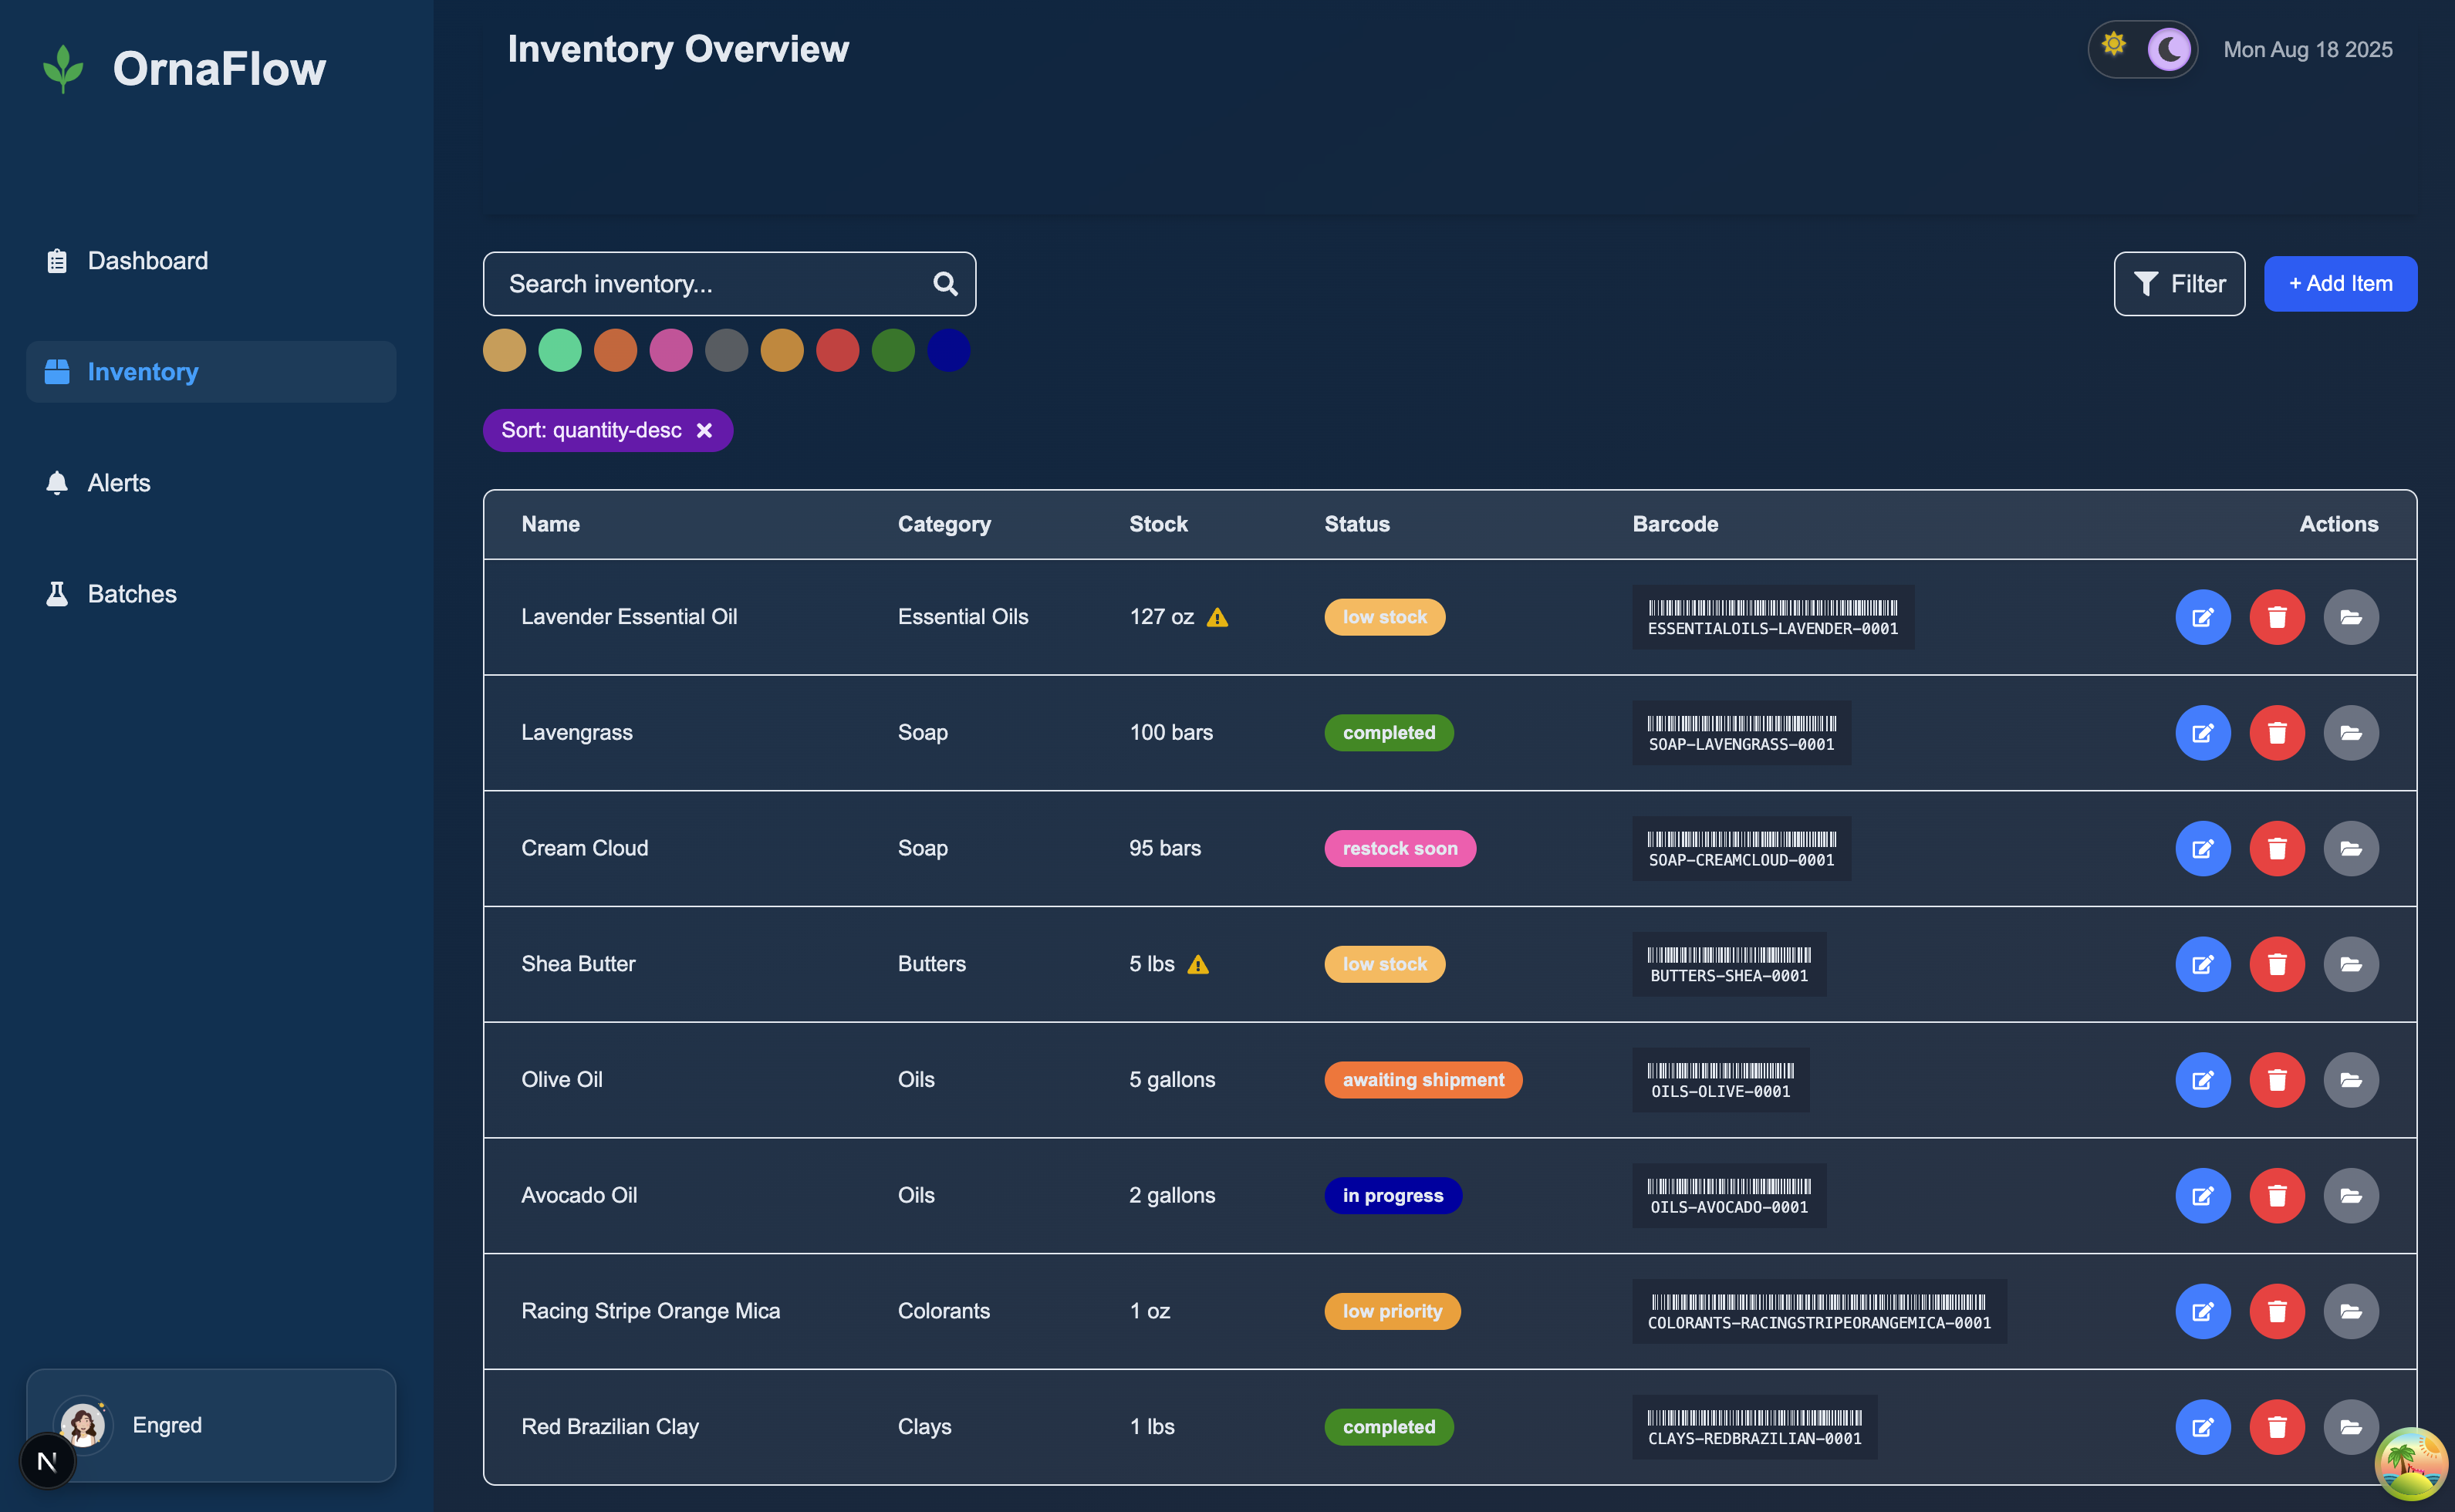 OrnaFlow
Inventory Overview
Mon Aug 18 2025
Dashboard
Inventory
Alerts
Batches
Search inventory...
Filter
+ Add Item
Sort: quantity-desc
Name Category Stock Status Barcode Actions
Lavender Essential Oil Essential Oils 127 oz low stock ESSENTIALOILS-LAVENDER-0001
Lavengrass Soap 100 bars completed SOAP-LAVENGRASS-0001
Cream Cloud Soap 95 bars restock soon SOAP-CREAMCLOUD-0001
Shea Butter Butters 5 lbs low stock BUTTERS-SHEA-0001
Olive Oil Oils 5 gallons awaiting shipment OILS-OLIVE-0001
Avocado Oil Oils 2 gallons in progress OILS-AVOCADO-0001
Racing Stripe Orange Mica Colorants 1 oz low priority COLORANTS-RACINGSTRIPEORANGEMICA-0001
Red Brazilian Clay Clays 1 lbs completed CLAYS-REDBRAZILIAN-0001
Engred
N